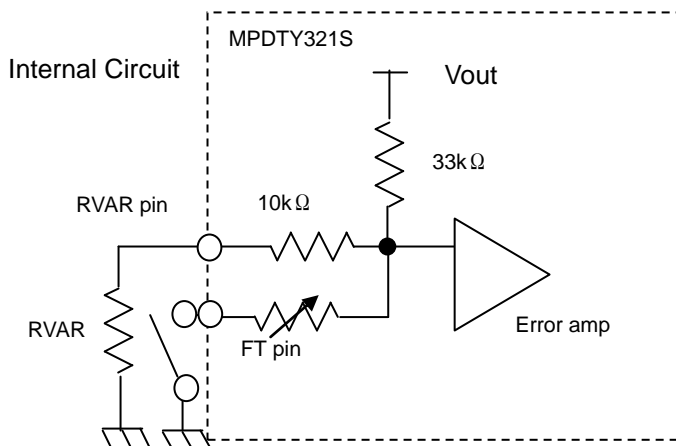 MPDTY321S
Internal Circuit
Vout
33kΩ
10kΩ
RVAR pin
RVAR
FT pin
Error amp